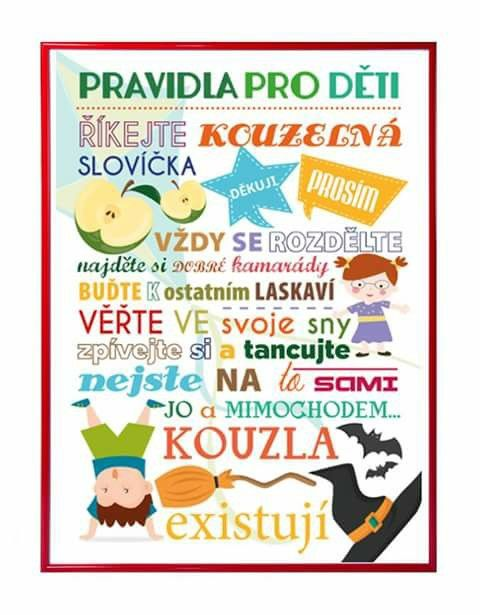 PRAVIDLA PRO DĚTI
ŘÍKEJTE KOUZELNÁ
SLOVÍČKA
DĚKUJI
PROSÍM
VŽDY SE ROZDĚLTE
najděte si DOBRÉ kamarády
BUĎTE K ostatním LASKAVÍ
VĚŘTE VE svoje sny
zpívejte si a tancujte
nejste NA to SAMI
JO a MIMOCHODEM...
KOUZLA
existují